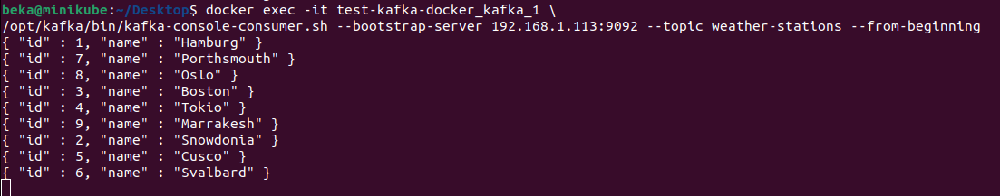 beka@minikube:~/Desktop$ docker exec -it test-kafka-docker_kafka_1 \
/opt/kafka/bin/kafka-console-consumer.sh --bootstrap-server 192.168.1.113:9092 --topic weather-stations --from-beginning
{ "id" : 1, "name" : "Hamburg" }
{ "id" : 7, "name" : "Porthsmouth" }
{ "id" : 8, "name" : "Oslo" }
{ "id" : 3, "name" : "Boston" }
{ "id" : 4, "name" : "Tokio" }
{ "id" : 9, "name" : "Marrakesh" }
{ "id" : 2, "name" : "Snowdonia" }
{ "id" : 5, "name" : "Cusco" }
{ "id" : 6, "name" : "Svalbard" }